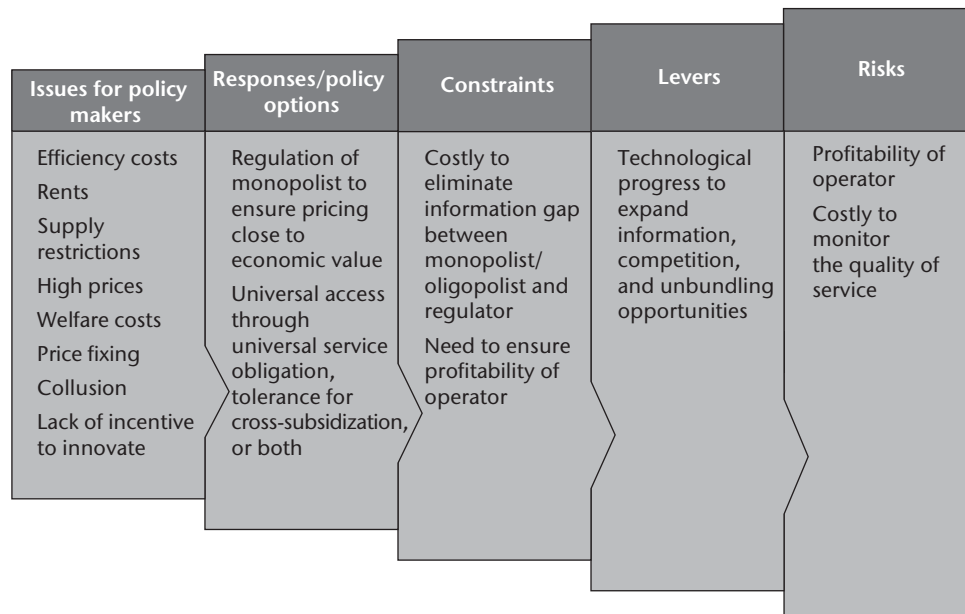 Issues for policy
makers
Efficiency costs
Rents
Supply
restrictions
High prices
Welfare costs
Price fixing
Collusion
Lack of incentive
to innovate
Responses/policy
options
Regulation of
monopolist to
ensure pricing
close to
economic value
Universal access
through
universal service
obligation,
tolerance for
cross-subsidization,
or both
Constraints
Costly to
eliminate
information gap
between
monopolist/
oligopolist and
regulator
Need to ensure
profitability of
operator
Levers
Technological
progress to
expand
information,
competition,
and unbundling
opportunities
Risks
Profitability of
operator
Costly to
monitor
the quality of
service